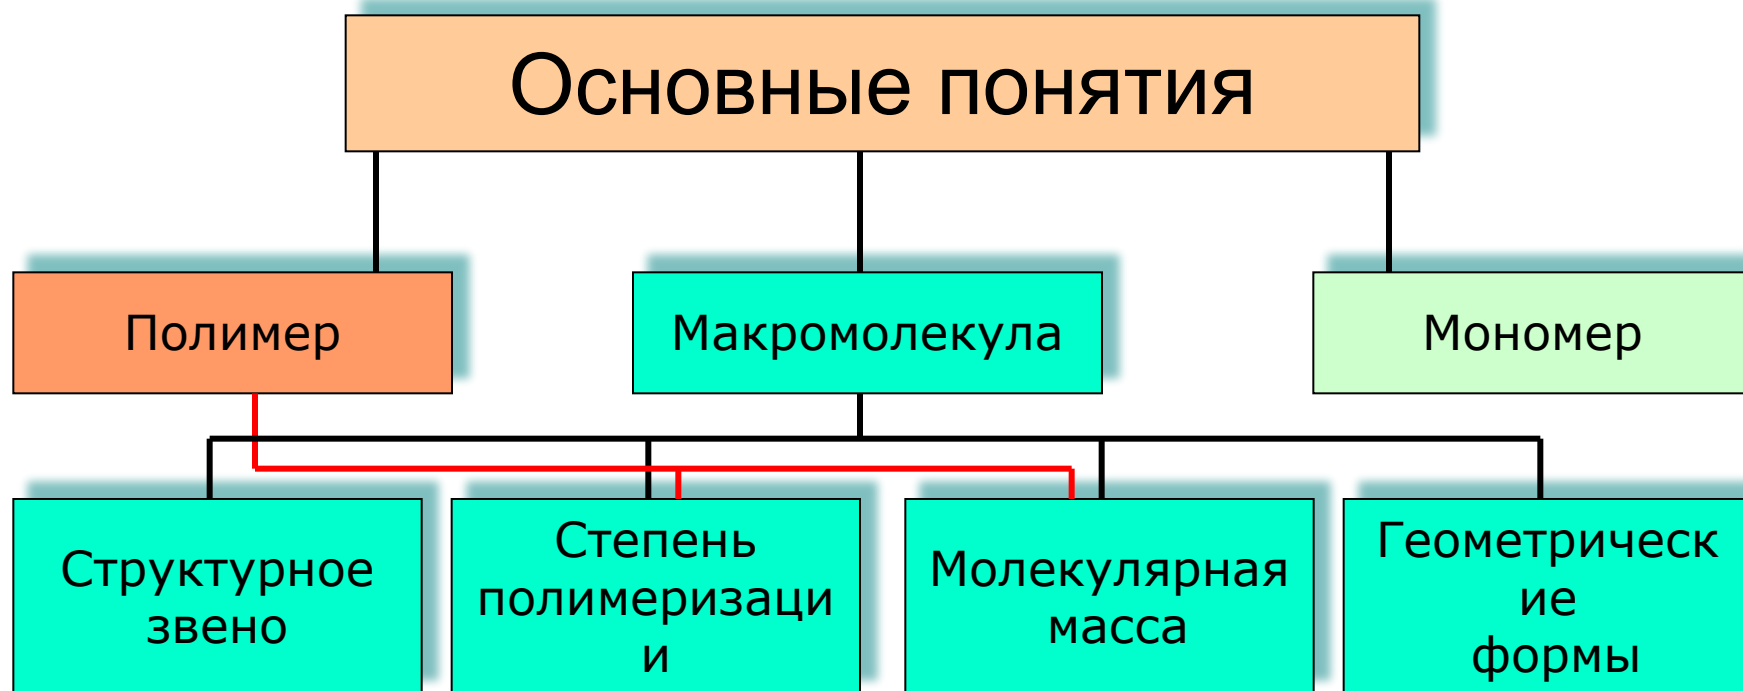 Основные понятия
Полимер
Макромолекула
Мономер
Структурное
звено
Степень
полимеризаци
и
Молекулярная
масса
Геометрическ
ие
формы